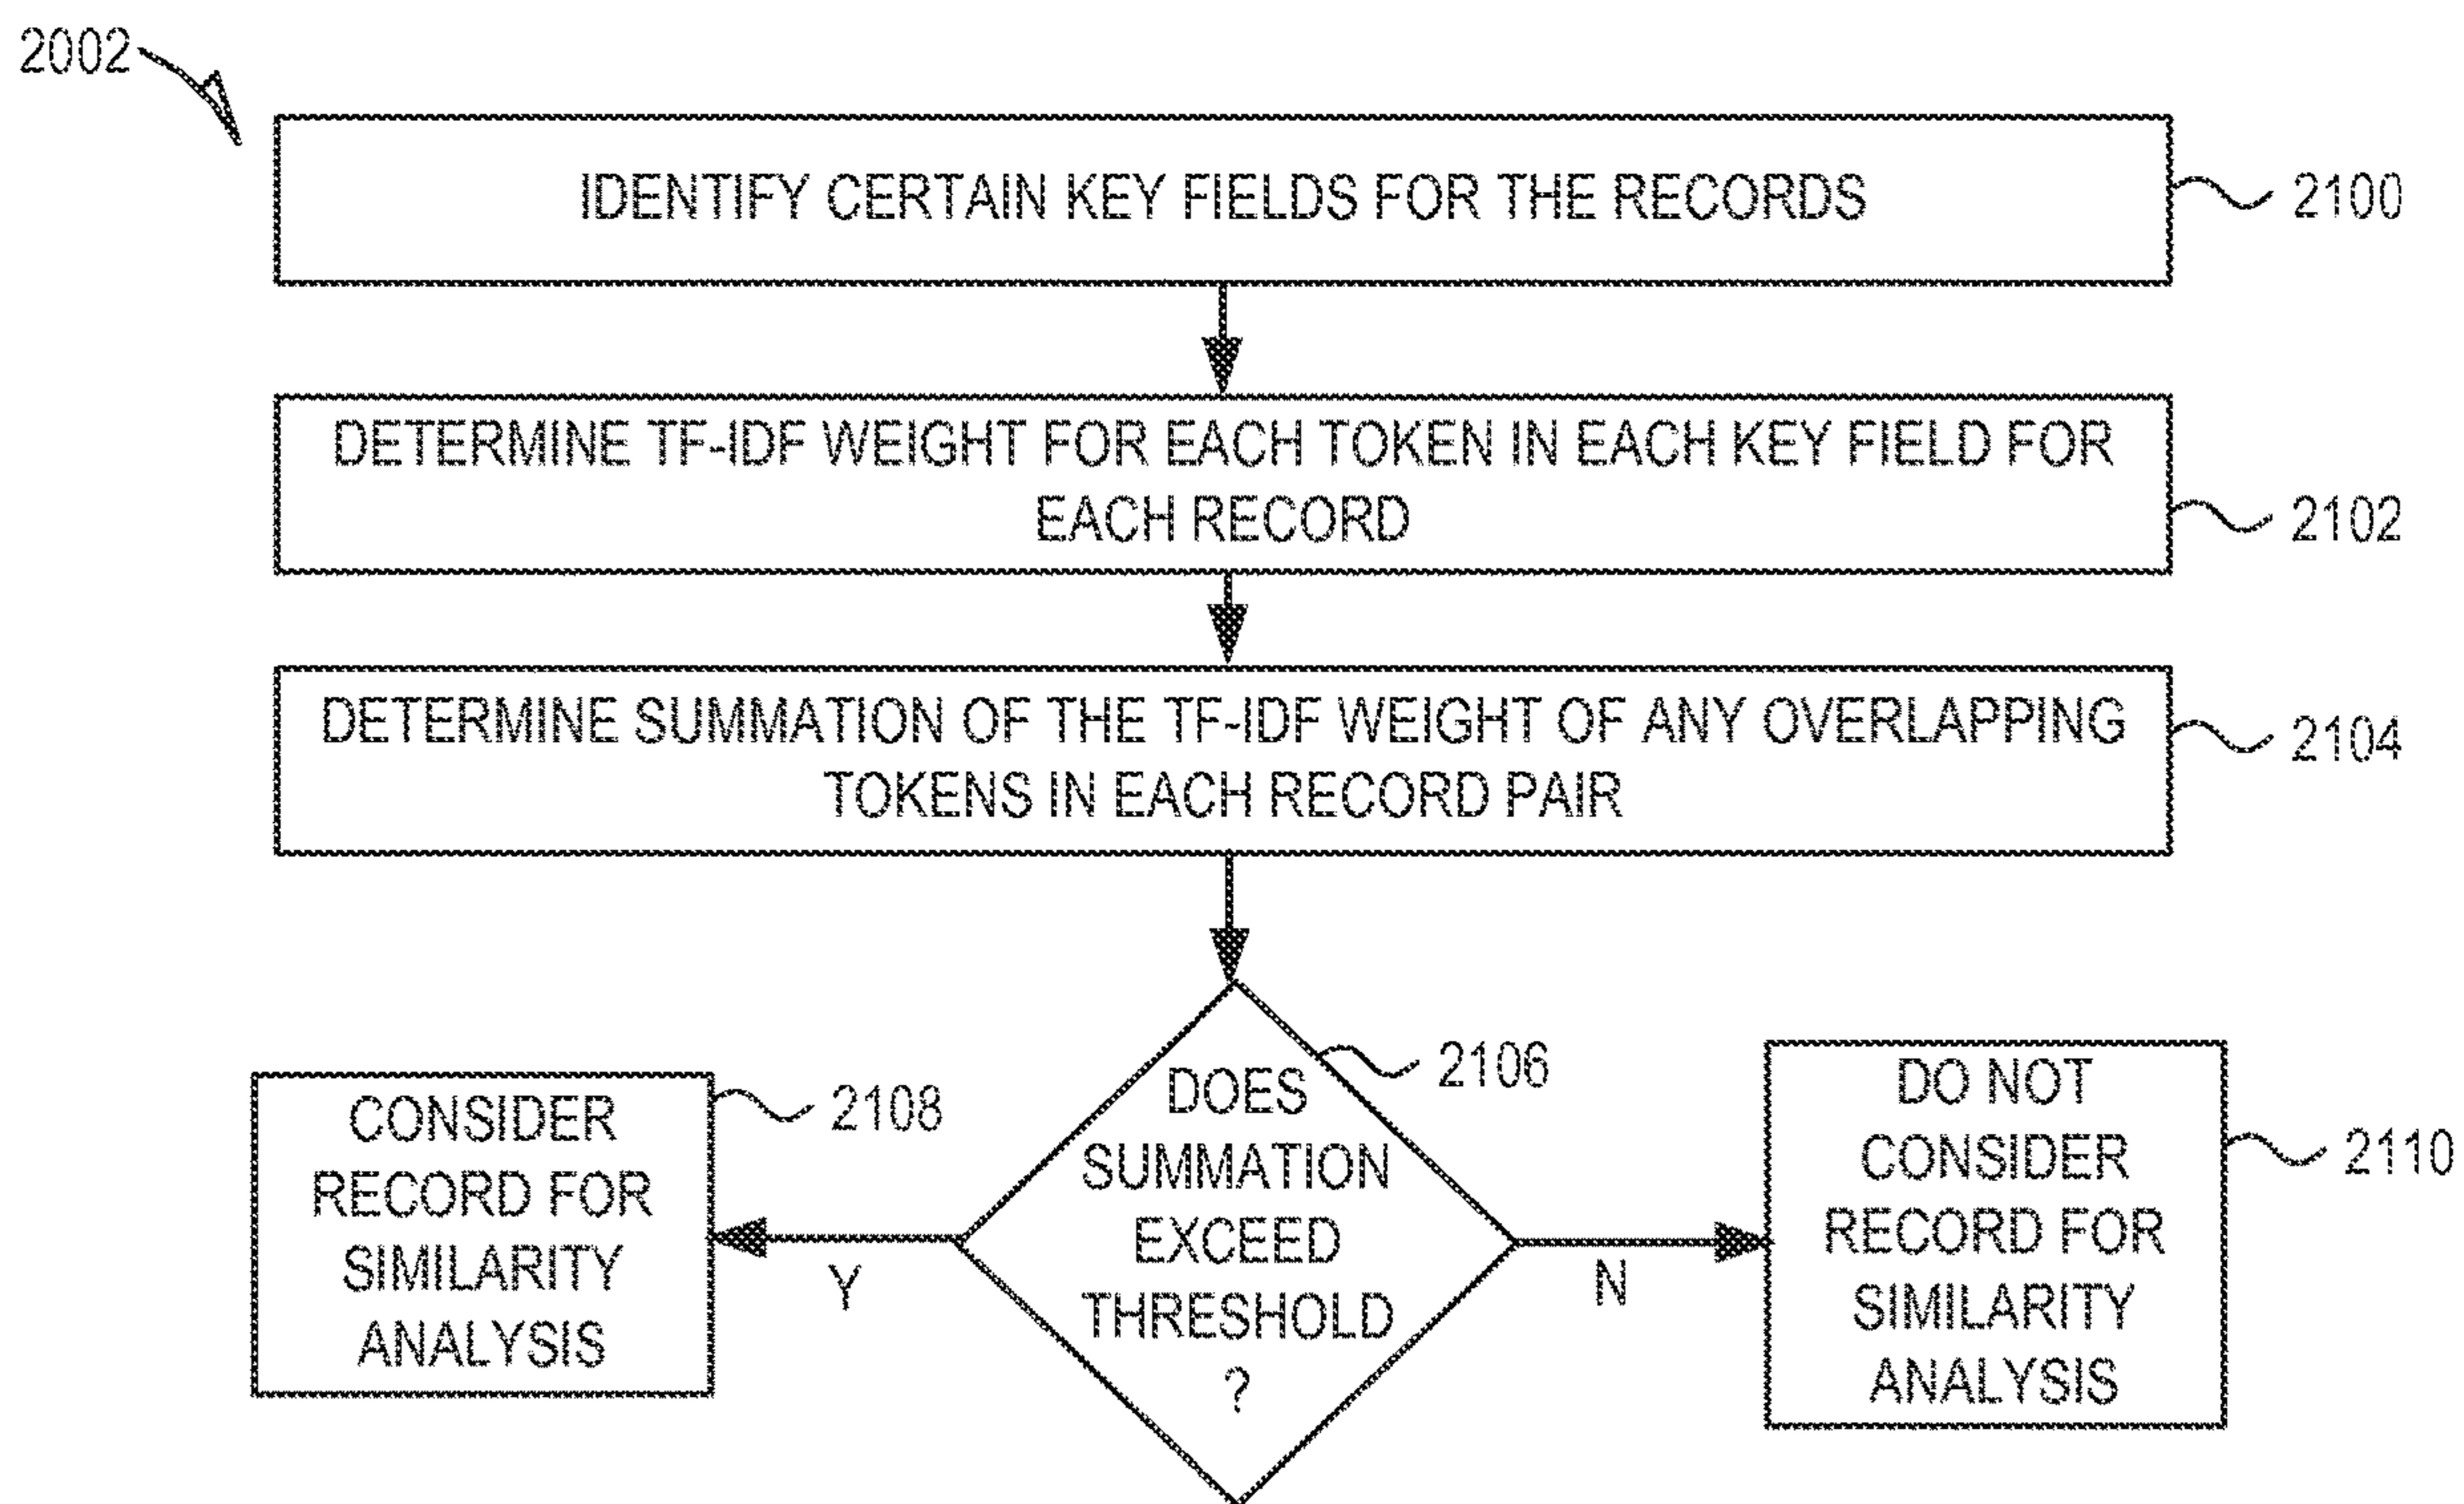 2002
IDENTIFY CERTAIN KEY FIELDS FOR THE RECORDS
2100
DETERMINE TF-IDF WEIGHT FOR EACH TOKEN IN EACH KEY FIELD FOR
EACH RECORD
2102
DETERMINE SUMMATION OF THE TF-IDF WEIGHT OF ANY OVERLAPPING
TOKENS IN EACH RECORD PAIR
2104
CONSIDER
RECORD FOR
SIMILARITY
ANALYSIS
2108
Y
DOES
SUMMATION
EXCEED
THRESHOLD
?
2106
N
DO NOT
CONSIDER
RECORD FOR
SIMILARITY
ANALYSIS
2110